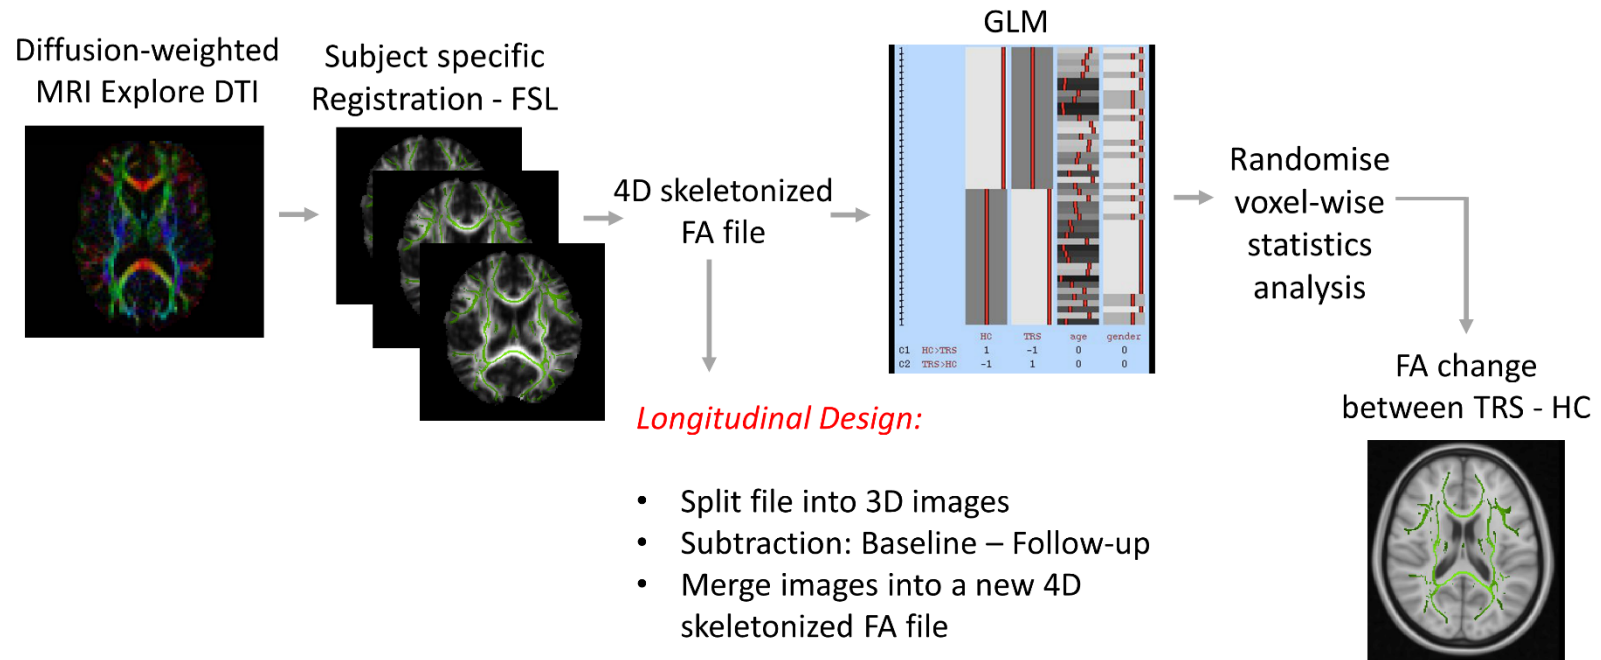 Diffusion-weighted
MRI Explore DTI
Subject specific
Registration - FSL
4D skeletonized
FA file
GLM
HC TRS age gender
C1 HC>TRS 1 -1 0 0
C2 TRS>HC -1 1 0 0
Randomise
voxel-wise
statistics
analysis
FA change
between TRS - HC
Longitudinal Design:
• Split file into 3D images
• Subtraction: Baseline – Follow-up
• Merge images into a new 4D
skeletonized FA file